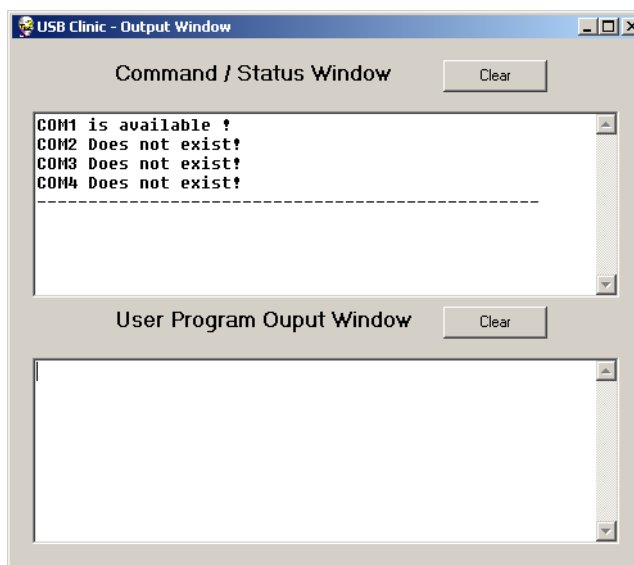 USB Clinic - Output Window
Command / Status Window
Clear
COM1 is available !
COM2 Does not exist!
COM3 Does not exist!
COM4 Does not exist!
-----------------------------------------------------------
User Program Ouput Window
Clear